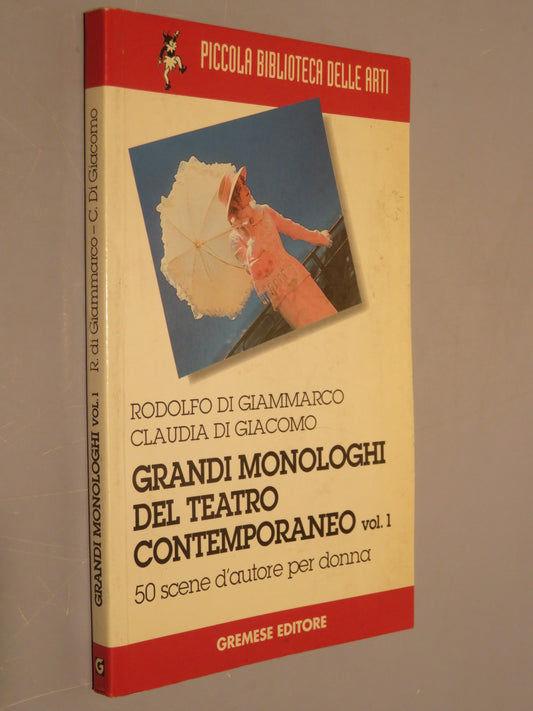 PICCOLA BIBLIOTECA DELLE ARTI
RODOLFO DI GIAMMARCO
CLAUDIA DI GIACOMO
GRANDI MONOLOGHI
DEL TEATRO
CONTEMPORANEO vol. 1
50 scene d'autore per donna
GREMESE EDITORE
GRANDI MONOLOGHI VOL.1 R. di Giammarco – C. Di Giacomo
G